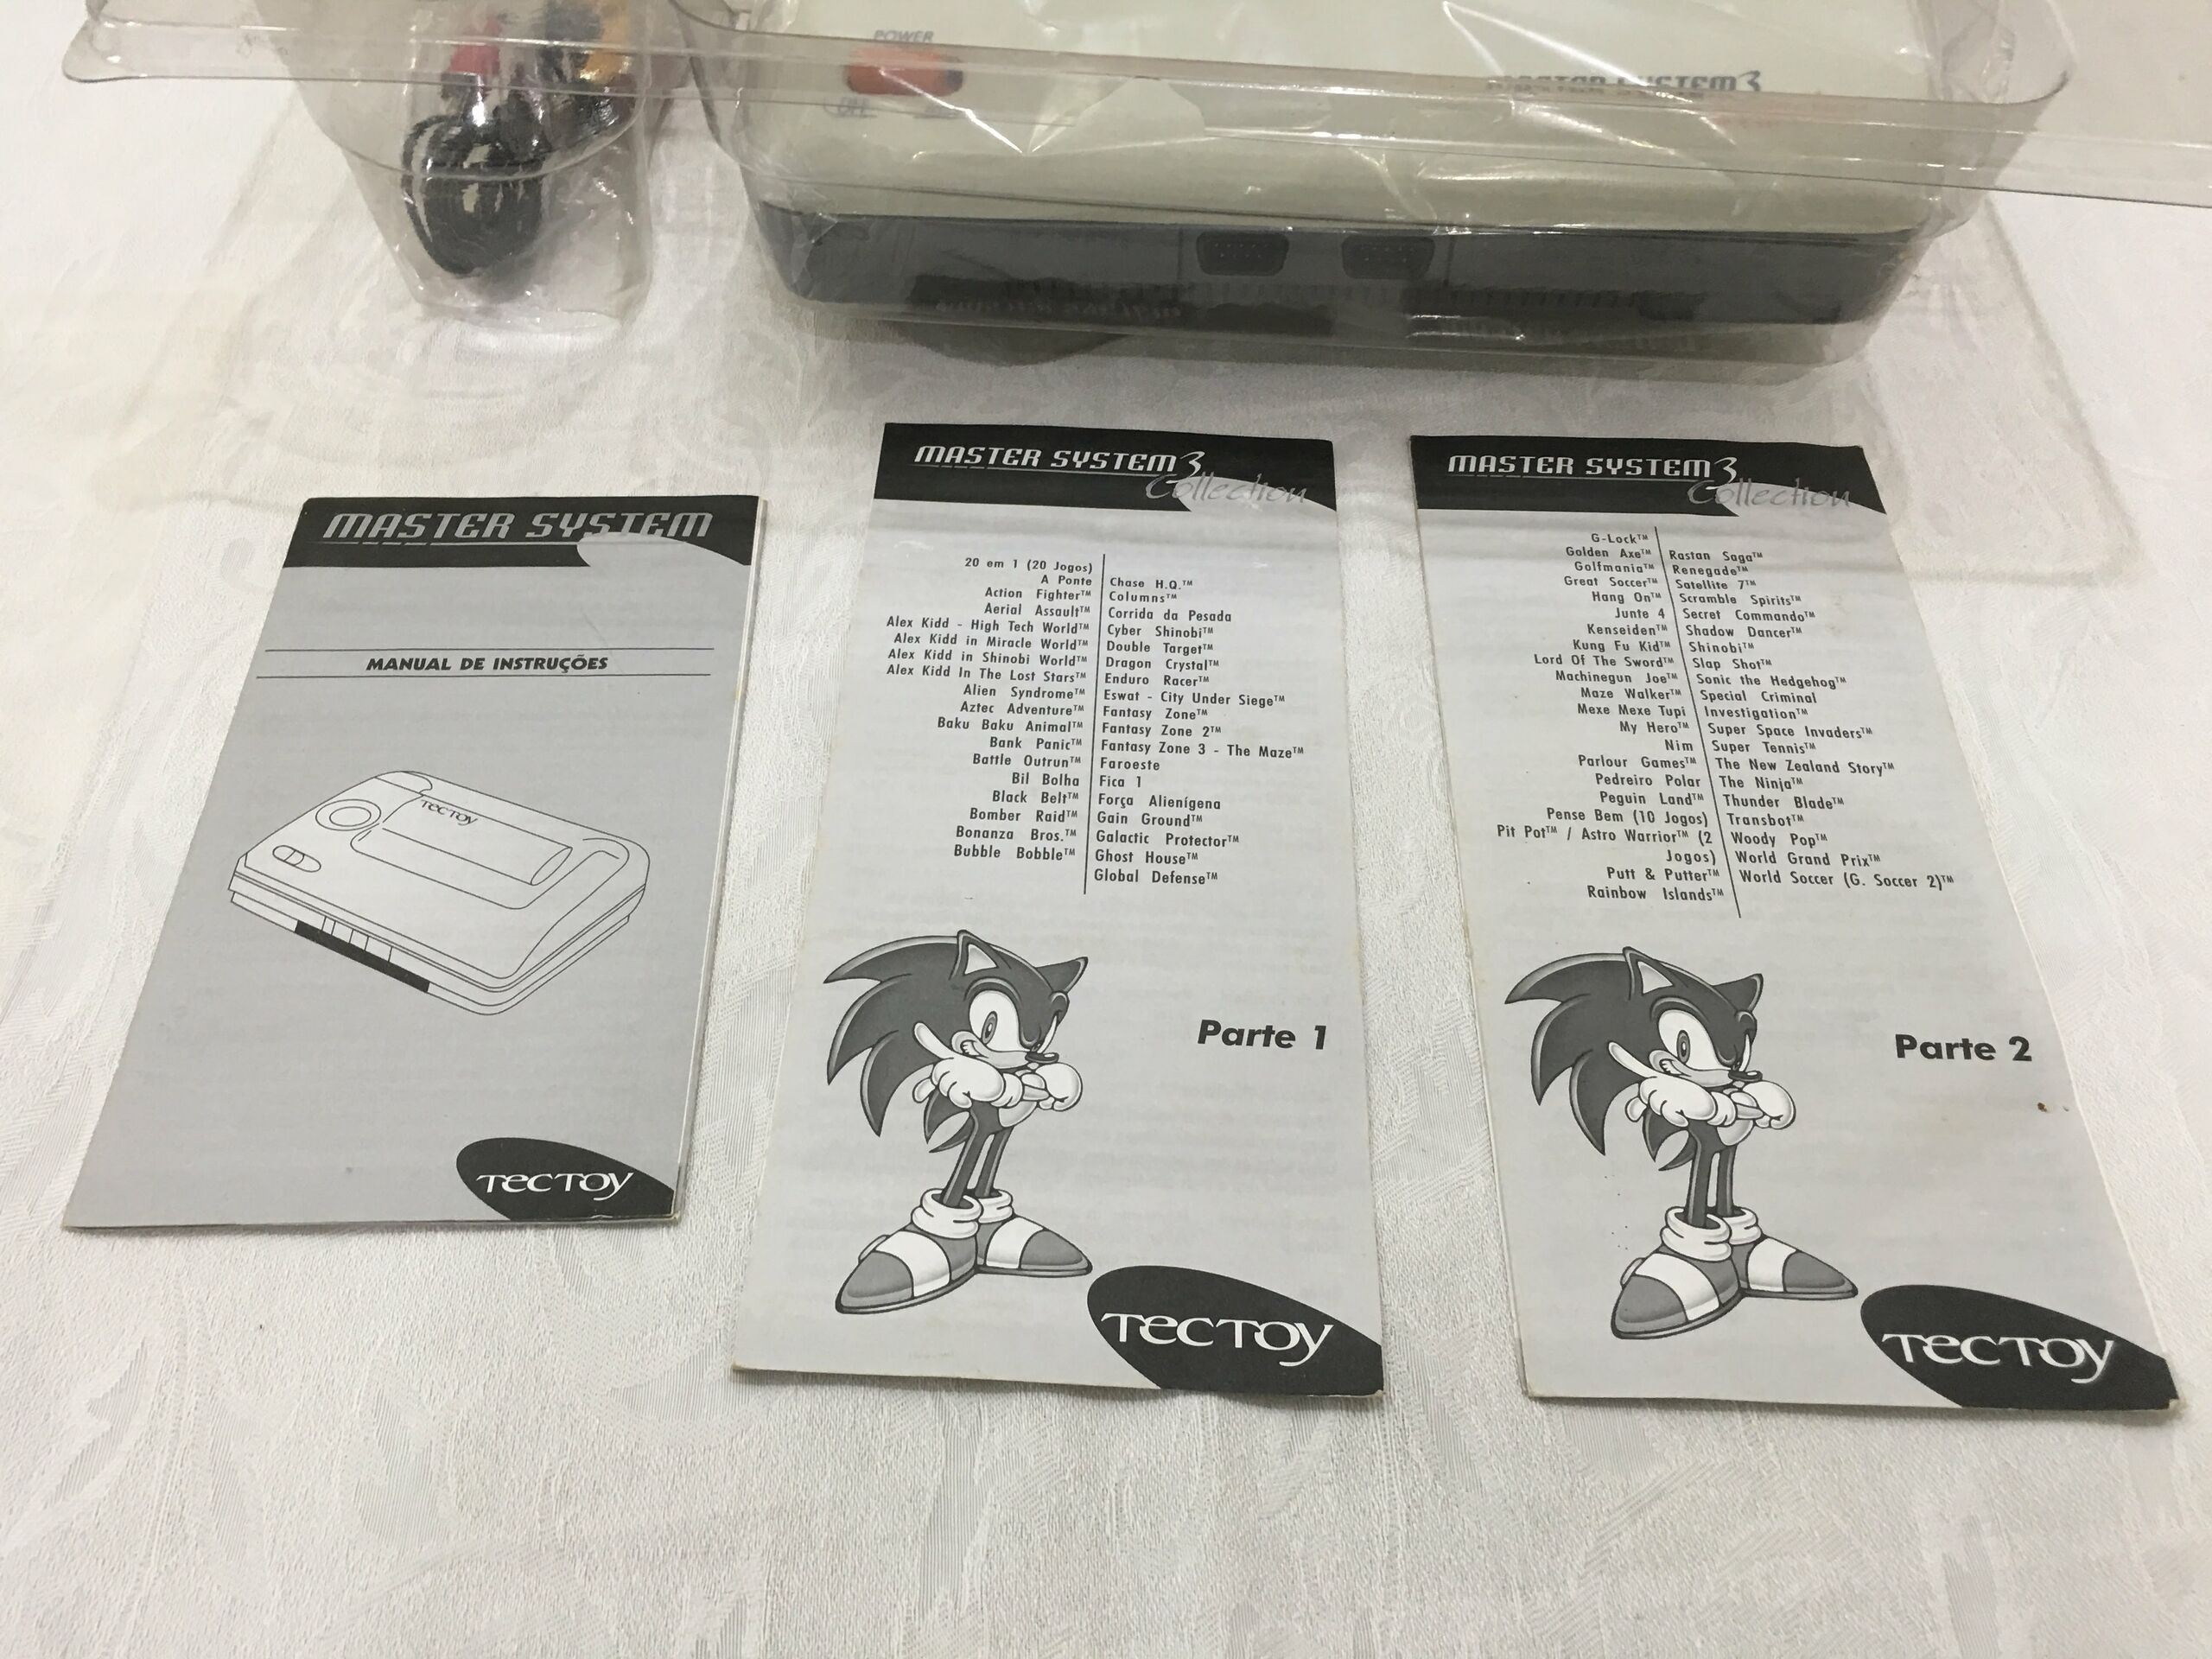 POWER
OFF
MASTER SYSTEM 3
MASTER SYSTEM
MANUAL DE INSTRUÇÕES
TECTOY
TECTOY
MASTER SYSTEM 3
Collection
20 em 1 (20 Jogos)
A Ponte
Action Fighter™
Aerial Assault™
Alex Kidd - High Tech World™
Alex Kidd in Miracle World™
Alex Kidd in Shinobi World™
Alex Kidd In The Lost Stars™
Alien Syndrome™
Aztec Adventure™
Baku Baku Animal™
Bank Panic™
Battle Outrun™
Bil Bolha
Black Belt™
Bomber Raid™
Bonanza Bros.™
Bubble Bobble™
Chase H.Q.™
Columns™
Corrida da Pesada
Cyber Shinobi™
Double Target™
Dragon Crystal™
Enduro Racer™
Eswat - City Under Siege™
Fantasy Zone™
Fantasy Zone 2™
Fantasy Zone 3 - The Maze™
Faroeste
Fica 1
Força Alienígena
Gain Ground™
Galactic Protector™
Ghost House™
Global Defense™
Parte 1
TECTOY
MASTER SYSTEM 3
Collection
G-Lock™
Golden Axe™
Golfmania™
Great Soccer™
Hang On™
Junte 4
Kenseiden™
Kung Fu Kid™
Lord Of The Sword™
Machinegun Joe™
Maze Walker™
Mexe Mexe Tupi
My Hero™
Nim
Parlour Games™
Pedreiro Polar
Peguin Land™
Pense Bem (10 Jogos)
Pit Pot™ / Astro Warrior™ (2
Jogos)
Putt & Putter™
Rainbow Islands™
Rastan Saga™
Renegade™
Satellite 7™
Scramble Spirits™
Secret Commando™
Shadow Dancer™
Shinobi™
Slap Shot™
Sonic the Hedgehog™
Special Criminal
Investigation™
Super Space Invaders™
Super Tennis™
The New Zealand Story™
The Ninja™
Thunder Blade™
Transbot™
Woody Pop™
World Grand Prix™
World Soccer (G. Soccer 2)™
Parte 2
TECTOY